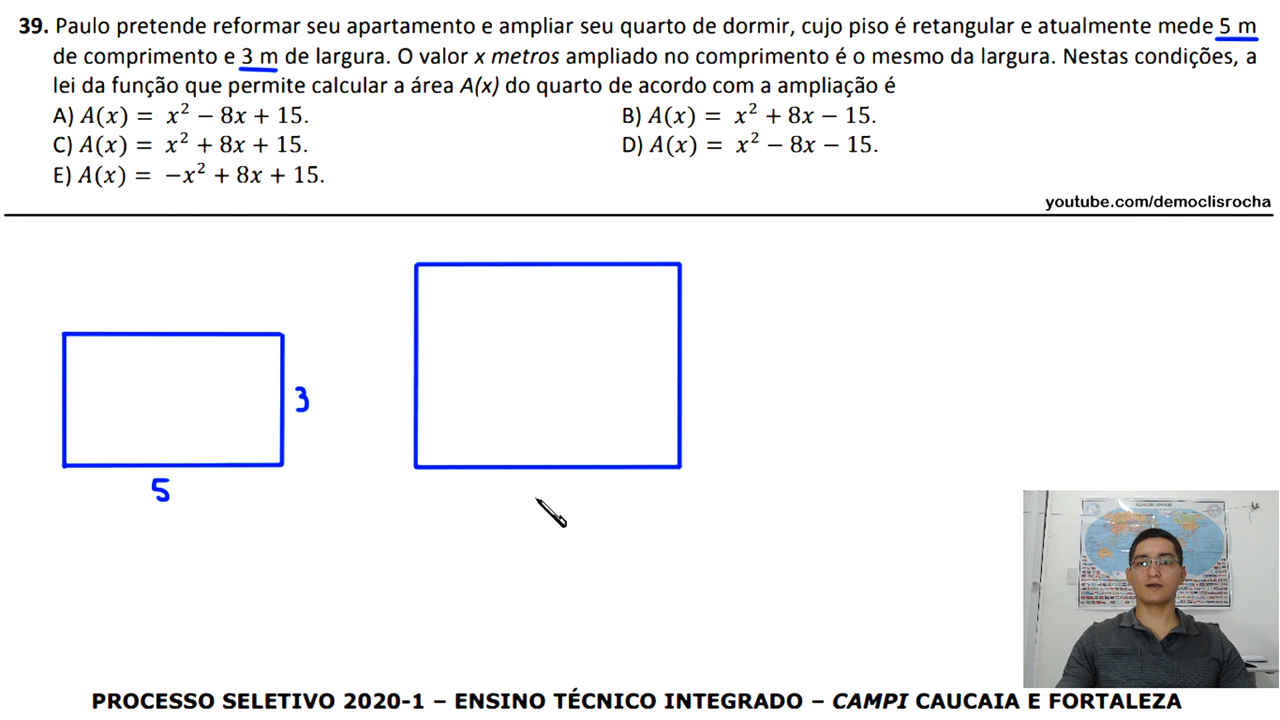 39. Paulo pretende reformar seu apartamento e ampliar seu quarto de dormir, cujo piso é retangular e atualmente mede 5 m
de comprimento e 3 m de largura. O valor x metros ampliado no comprimento é o mesmo da largura. Nestas condições, a
lei da função que permite calcular a área A(x) do quarto de acordo com a ampliação é
A) A(x) = x² − 8x + 15. B) A(x) = x² + 8x − 15.
C) A(x) = x² + 8x + 15. D) A(x) = x² − 8x − 15.
E) A(x) = −x² + 8x + 15.
youtube.com/democlisrocha
3
5
PROCESSO SELETIVO 2020-1 – ENSINO TÉCNICO INTEGRADO – CAMPI CAUCAIA E FORTALEZA